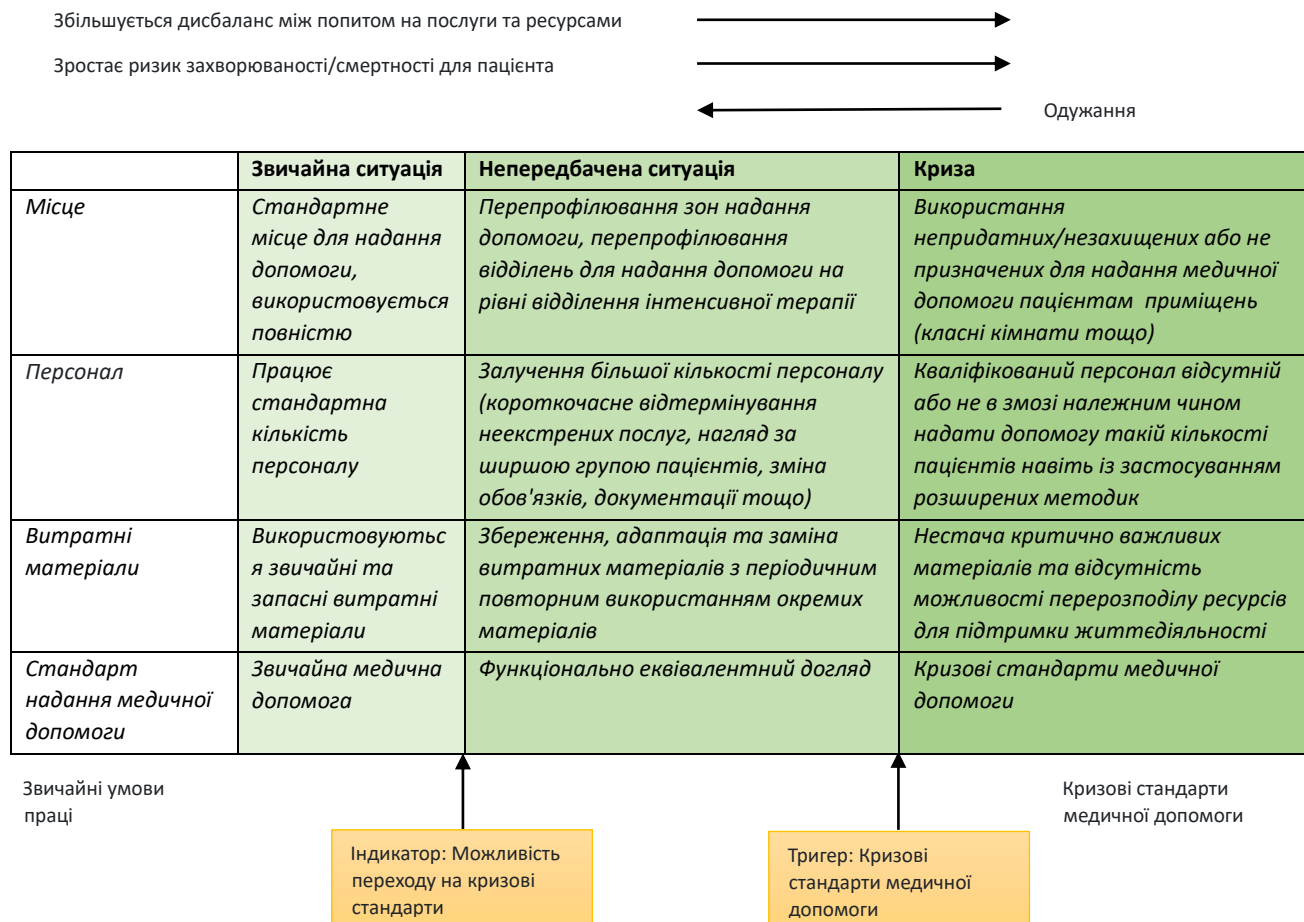 Збільшується дисбаланс між попитом на послуги та ресурсами
Зростає ризик захворюваності/смертності для пацієнта
Одужання
Звичайна ситуація
Непередбачена ситуація
Криза
Місце
Стандартне
місце для надання
допомоги,
використовується
повністю
Перепрофілювання зон надання
допомоги, перепрофілювання
відділень для надання допомоги на
рівні відділення інтенсивної терапії
Використання
непридатних/незахищених або не
призначених для надання медичної
допомоги пацієнтам приміщень
(класні кімнати тощо)
Персонал
Працює
стандартна
кількість
персоналу
Залучення більшої кількості персоналу
(короткочасне відтермінування
неекстрених послуг, нагляд за
ширшою групою пацієнтів, зміна
обов'язків, документації тощо)
Кваліфікований персонал відсутній
або не в змозі належним чином
надати допомогу такій кількості
пацієнтів навіть із застосуванням
розширених методик
Витратні
матеріали
Використовуютьс
я звичайні та
запасні витратні
матеріали
Збереження, адаптація та заміна
витратних матеріалів з періодичним
повторним використанням окремих
матеріалів
Нестача критично важливих
матеріалів та відсутність
можливості перерозподілу ресурсів
для підтримки життєдіяльності
Стандарт
надання медичної
допомоги
Звичайна медична
допомога
Функціонально еквівалентний догляд
Кризові стандарти медичної
допомоги
Звичайні умови
праці
Кризові стандарти
медичної допомоги
Індикатор: Можливість
переходу на кризові
стандарти
Тригер: Кризові
стандарти медичної
допомоги